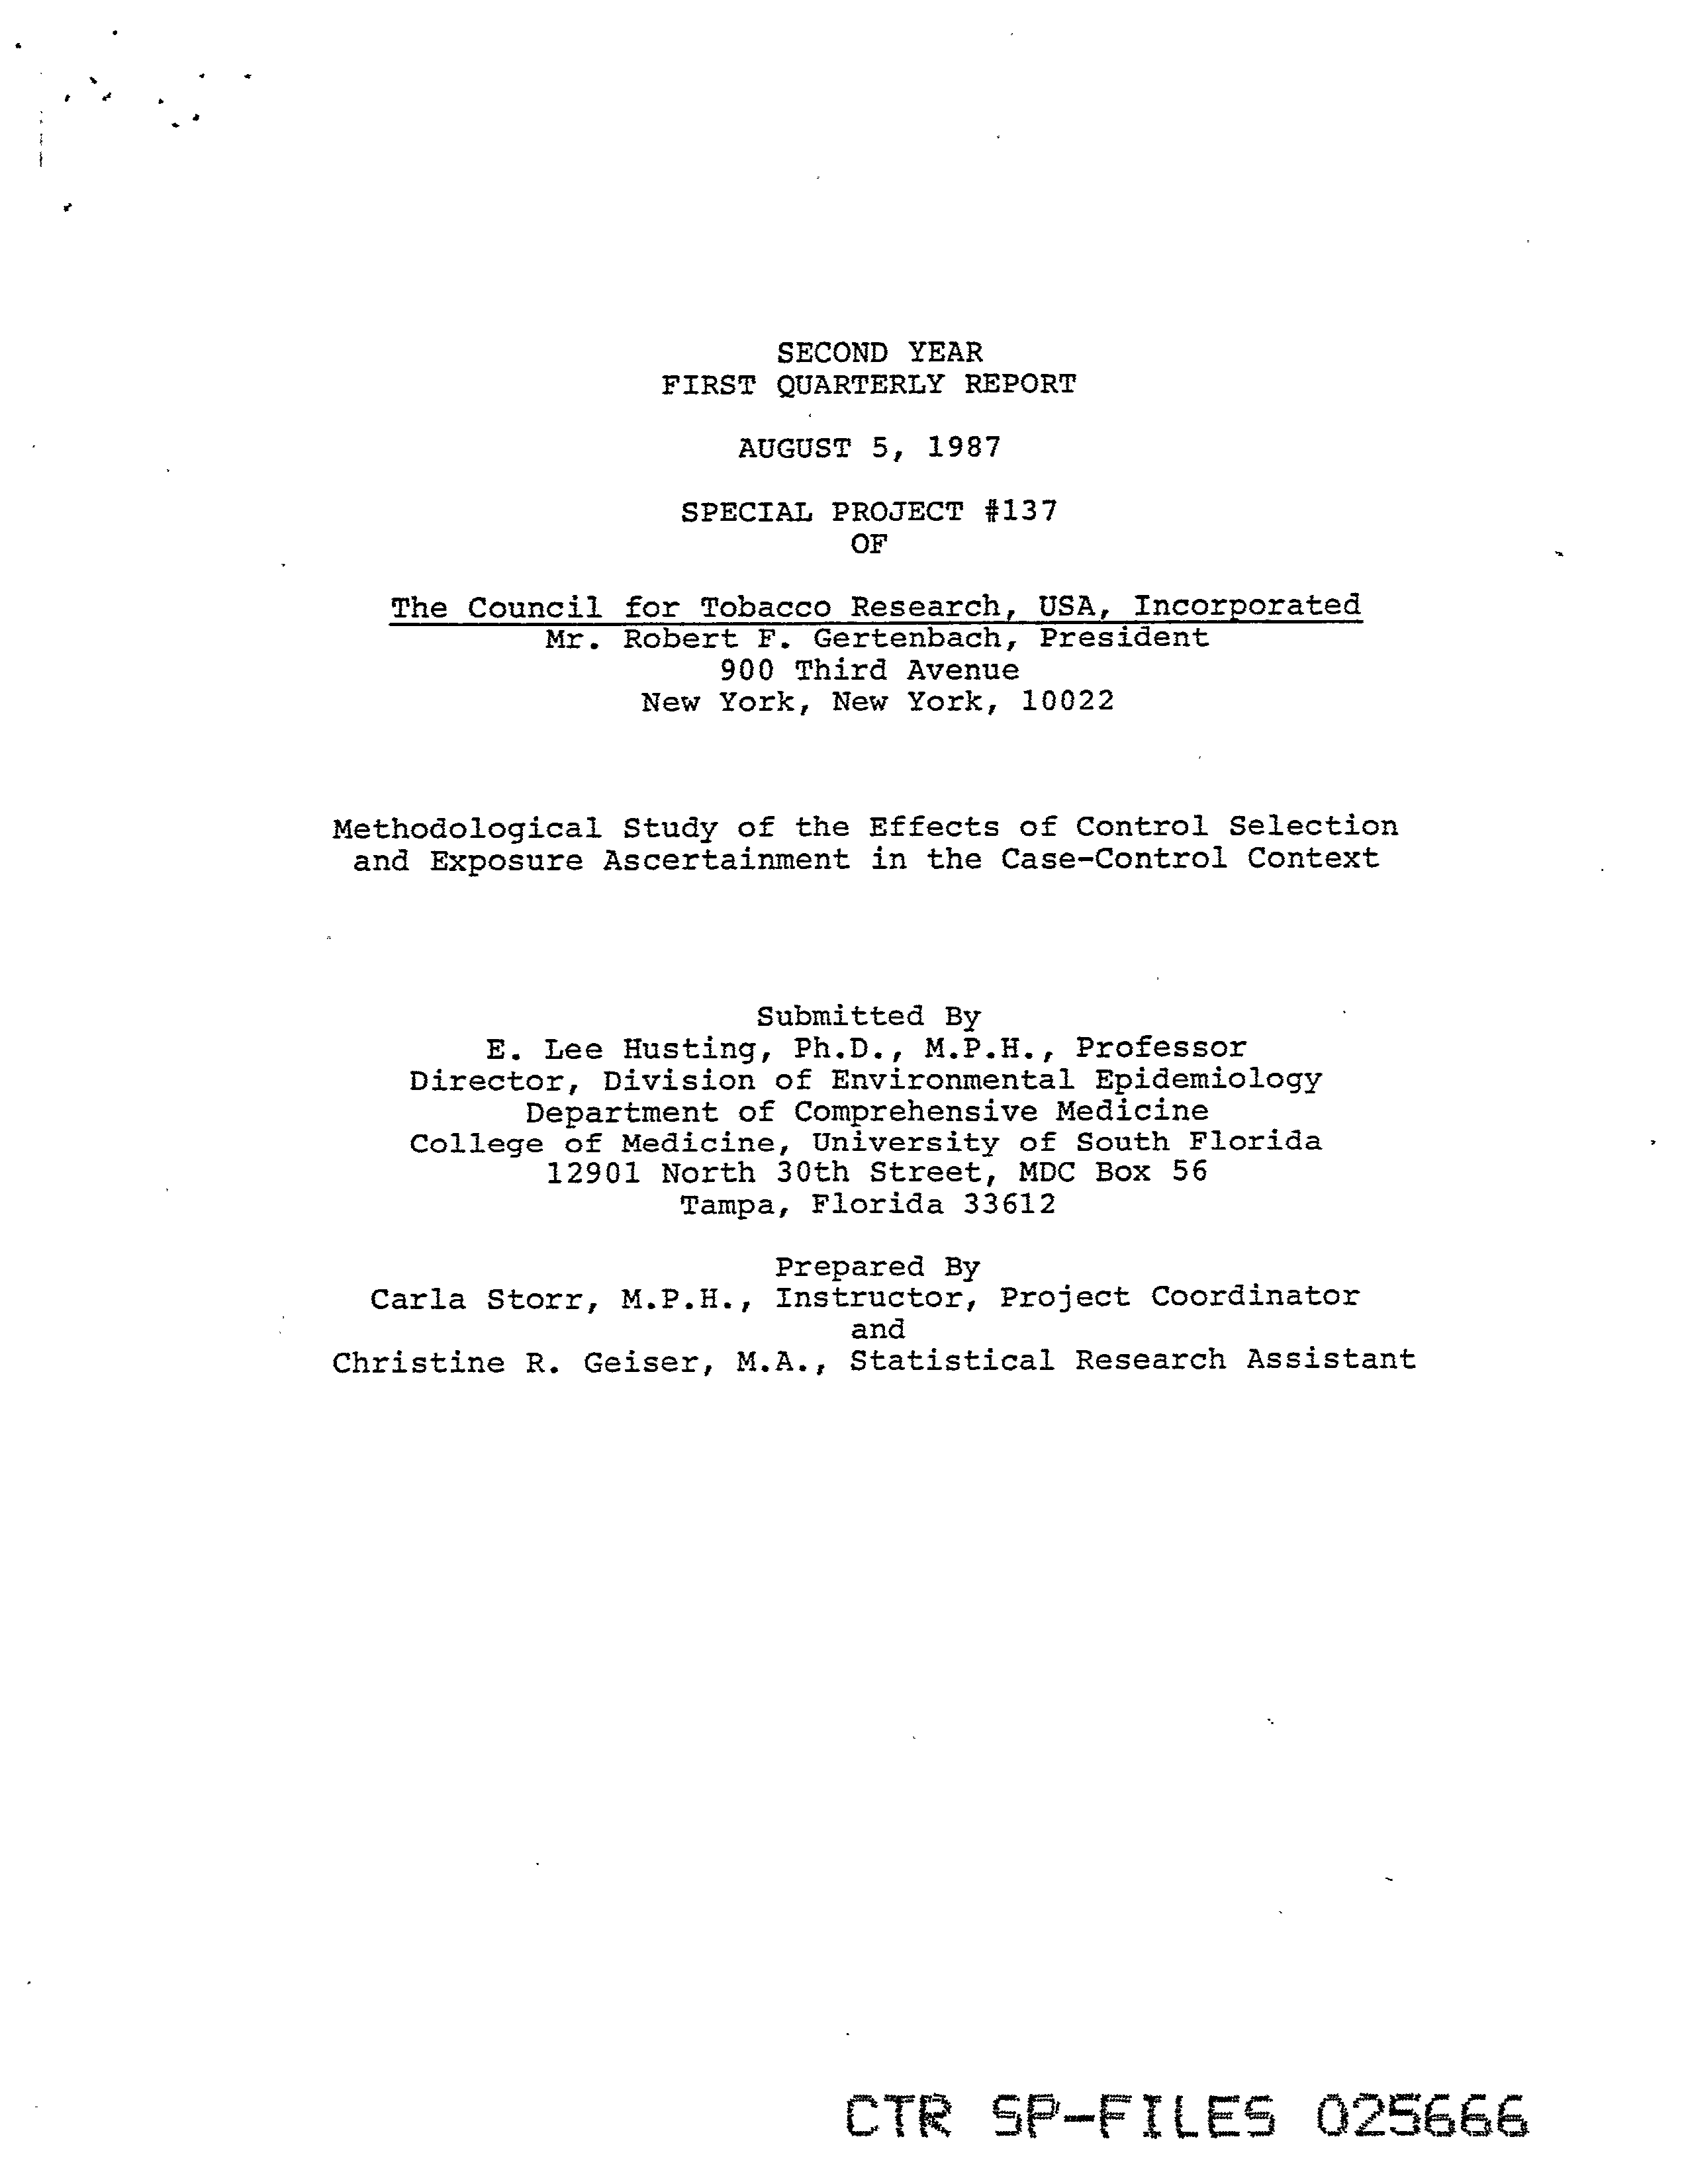 SECOND YEAR
FIRST QUARTERLY REPORT
AUGUST 5, 1987
SPECIAL PROJECT #137
OF
The Council for Tobacco Research, USA, Incorporated
Mr. Robert F. Gertenbach, President
900 Third Avenue
New York, New York, 10022
Methodological Study of the Effects of Control Selection
and Exposure Ascertainment in the Case-Control Context
Submitted By
E. Lee Husting, Ph.D., M.P.H., Professor
Director, Division of Environmental Epidemiology
Department of Comprehensive Medicine
College of Medicine, University of South Florida
12901 North 30th Street, MDC Box 56
Tampa, Florida 33612
Prepared By
Carla Storr, M.P.H., Instructor, Project Coordinator
and
Christine R. Geiser, M.A., Statistical Research Assistant
CTR SP-FILES 025666